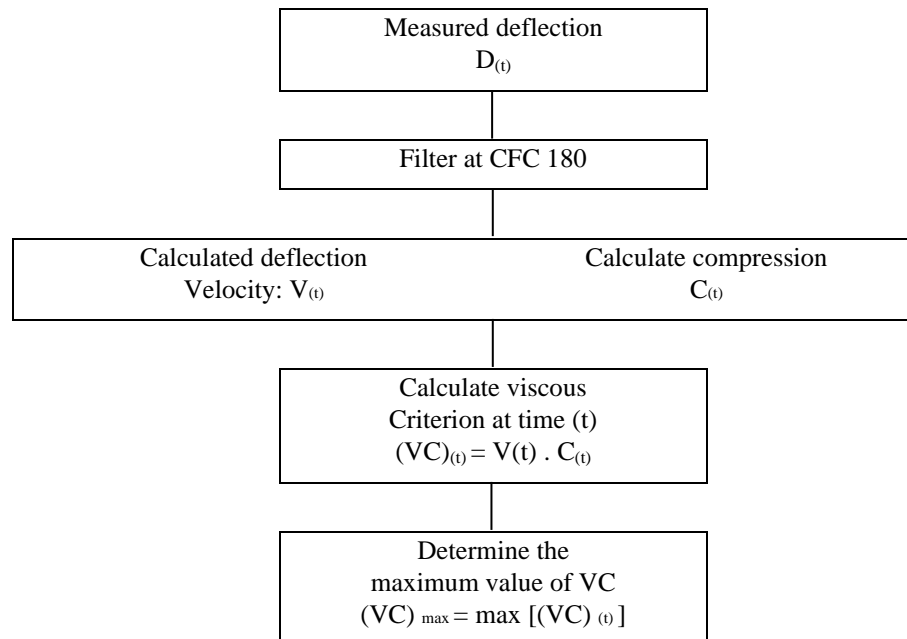 Measured deflection
D(t)
Filter at CFC 180
Calculated deflection
Velocity: V(t)
Calculate compression
C(t)
Calculate viscous
Criterion at time (t)
(VC)(t) = V(t) . C(t)
Determine the
maximum value of VC
(VC) max = max [(VC) (t) ]